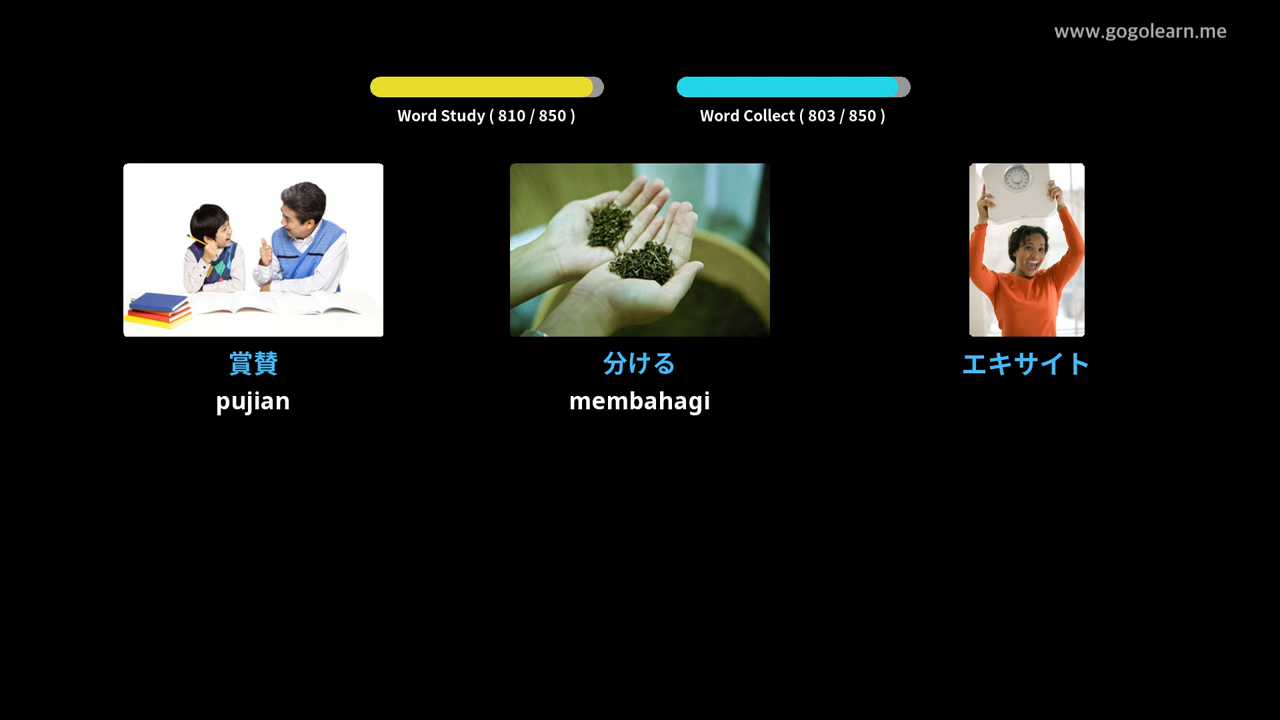 www.gogolearn.me
Word Study ( 810 / 850 )
Word Collect ( 803 / 850 )
賞賛
pujian
分ける
membahagi
エキサイト